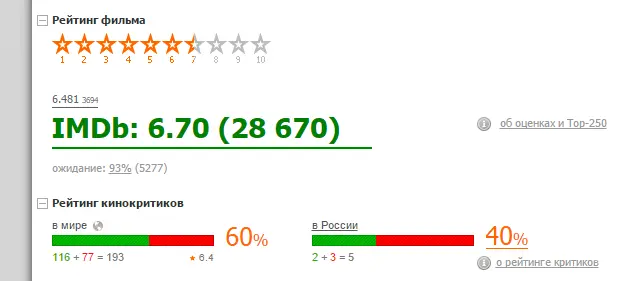 Рейтинг фильма
1 2 3 4 5 6 7 8 9 10
6.481 3694
IMDb: 6.70 (28 670)
об оценках и Top-250
ожидание: 93% (5277)
Рейтинг кинокритиков
в мире
60%
116 + 77 = 193
6.4
в России
40%
2 + 3 = 5
о рейтинге критиков